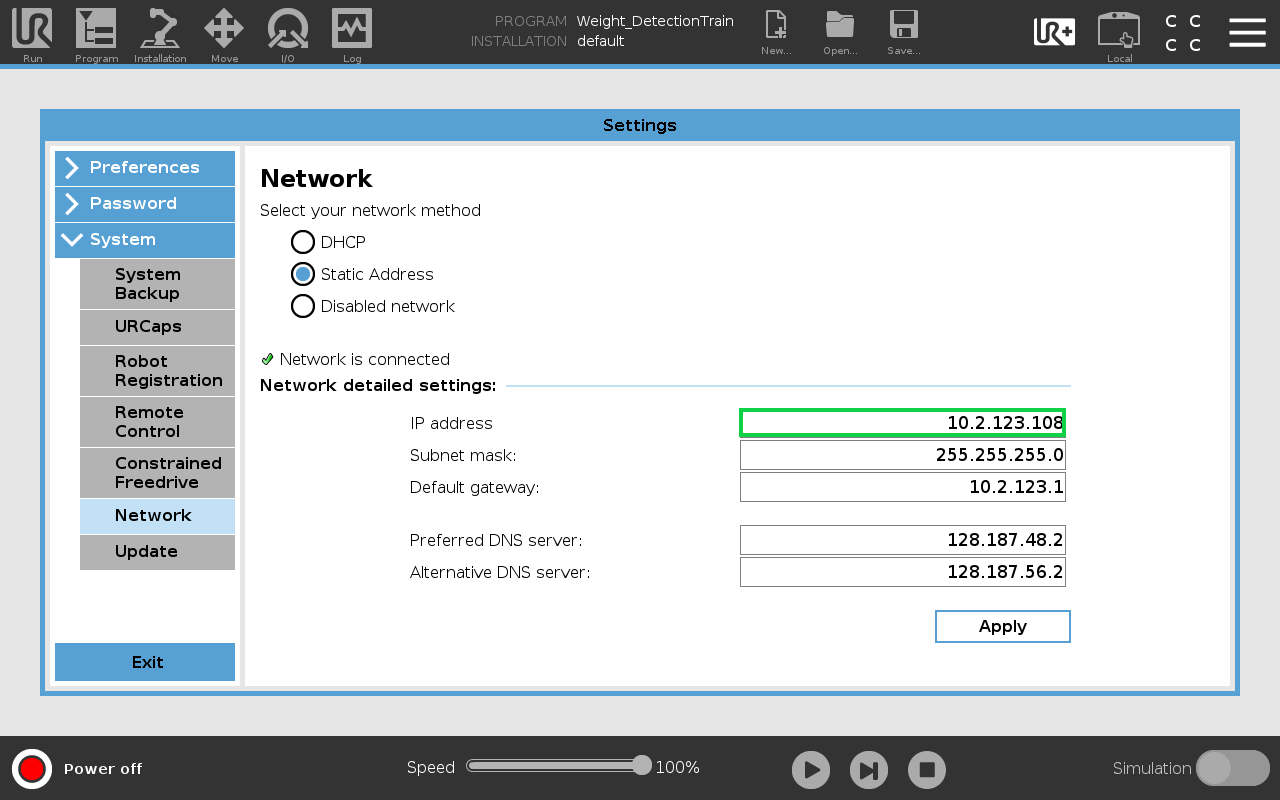 PROGRAM Weight_DetectionTrain
INSTALLATION default
UR
Run
Program
Installation
Move
I/O
Log
New...
Open...
Save...
UR+
Local
C C
C C
Settings
Preferences
Password
System
System
Backup
URCaps
Robot
Registration
Remote
Control
Constrained
Freedrive
Network
Update
Exit
Network
Select your network method
DHCP
Static Address
Disabled network
Network is connected
Network detailed settings:
IP address 10.2.123.108
Subnet mask: 255.255.255.0
Default gateway: 10.2.123.1
Preferred DNS server: 128.187.48.2
Alternative DNS server: 128.187.56.2
Apply
Power off
Speed 100%
Simulation